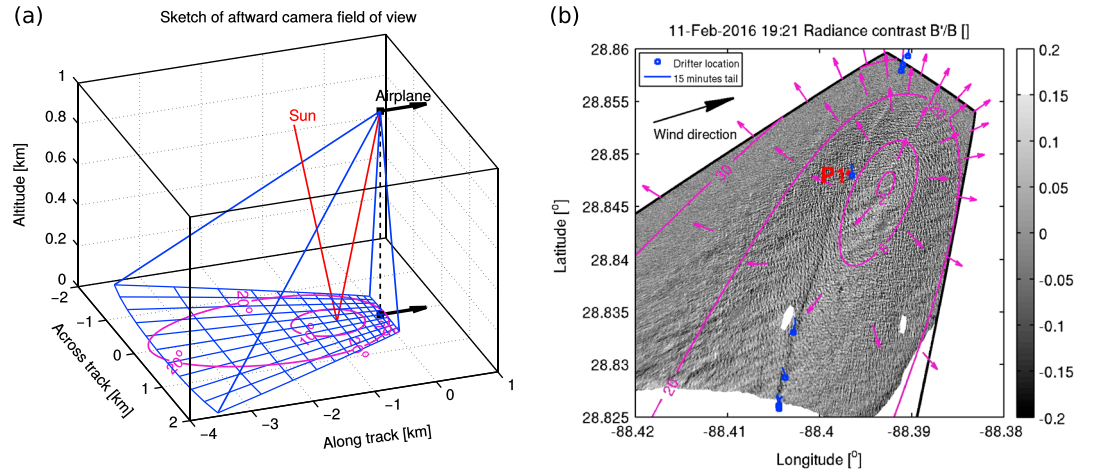 (a)
Sketch of aftward camera field of view
1
0.8
0.6
0.4
0.2
0
Altitude [km]
Airplane
Sun
−2
−1
0
1
2
Across track [km]
−4
−3
−2
−1
0
1
Along track [km]
20°
20°
(b)
11-Feb-2016 19:21 Radiance contrast B'/B []
Drifter location
15 minutes tail
Wind direction
P1
30
20
28.86
28.855
28.85
28.845
28.84
28.835
28.83
28.825
Latitude [°]
-88.42
-88.41
-88.4
-88.39
-88.38
Longitude [°]
0.2
0.15
0.1
0.05
0
-0.05
-0.1
-0.15
-0.2